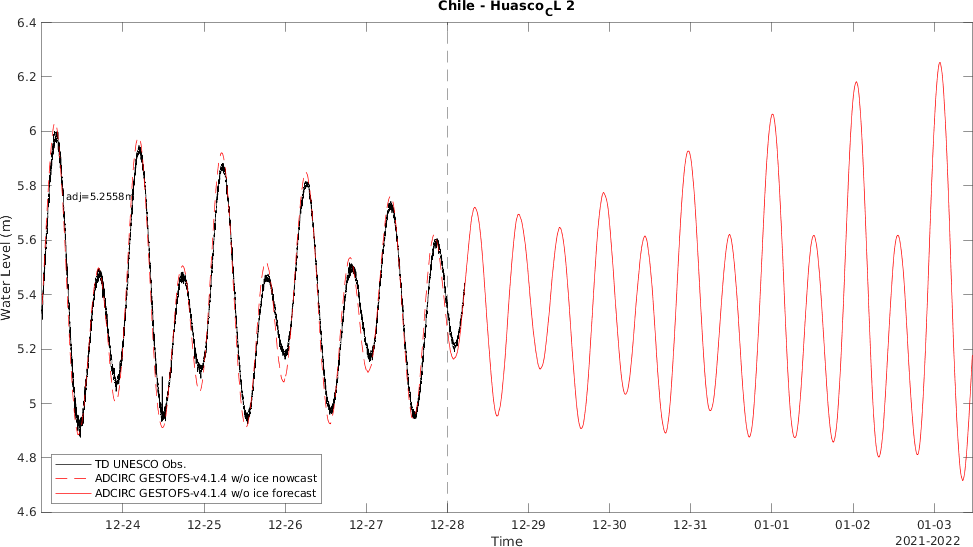 Chile - HuascoCL 2
6.4
6.2
6
5.8
5.6
5.4
5.2
5
4.8
4.6
Water Level (m)
adj=5.2558m
TD UNESCO Obs.
ADCIRC GESTOFS-v4.1.4 w/o ice nowcast
ADCIRC GESTOFS-v4.1.4 w/o ice forecast
12-24 12-25 12-26 12-27 12-28 12-29 12-30 12-31 01-01 01-02 01-03
Time
2021-2022